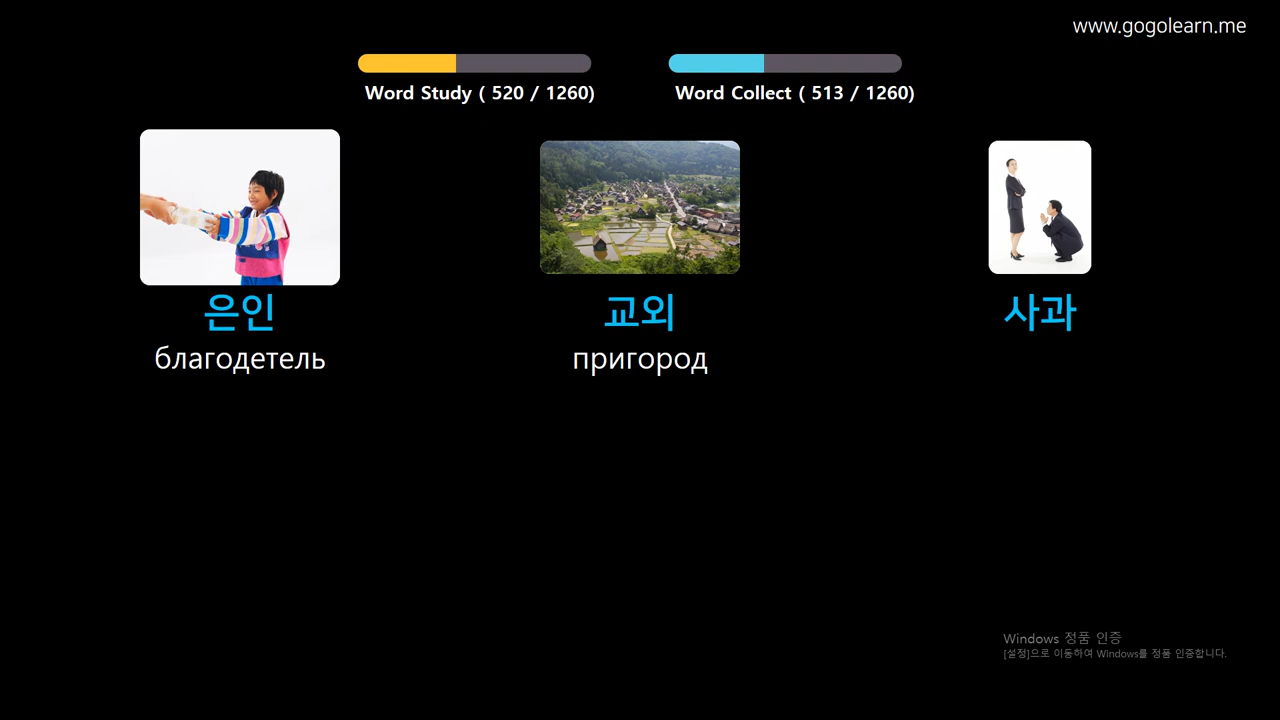 www.gogolearn.me
Word Study ( 520 / 1260)
Word Collect ( 513 / 1260)
은인
благодетель
교외
пригород
사과
Windows 정품 인증
[설정]으로 이동하여 Windows를 정품 인증합니다.